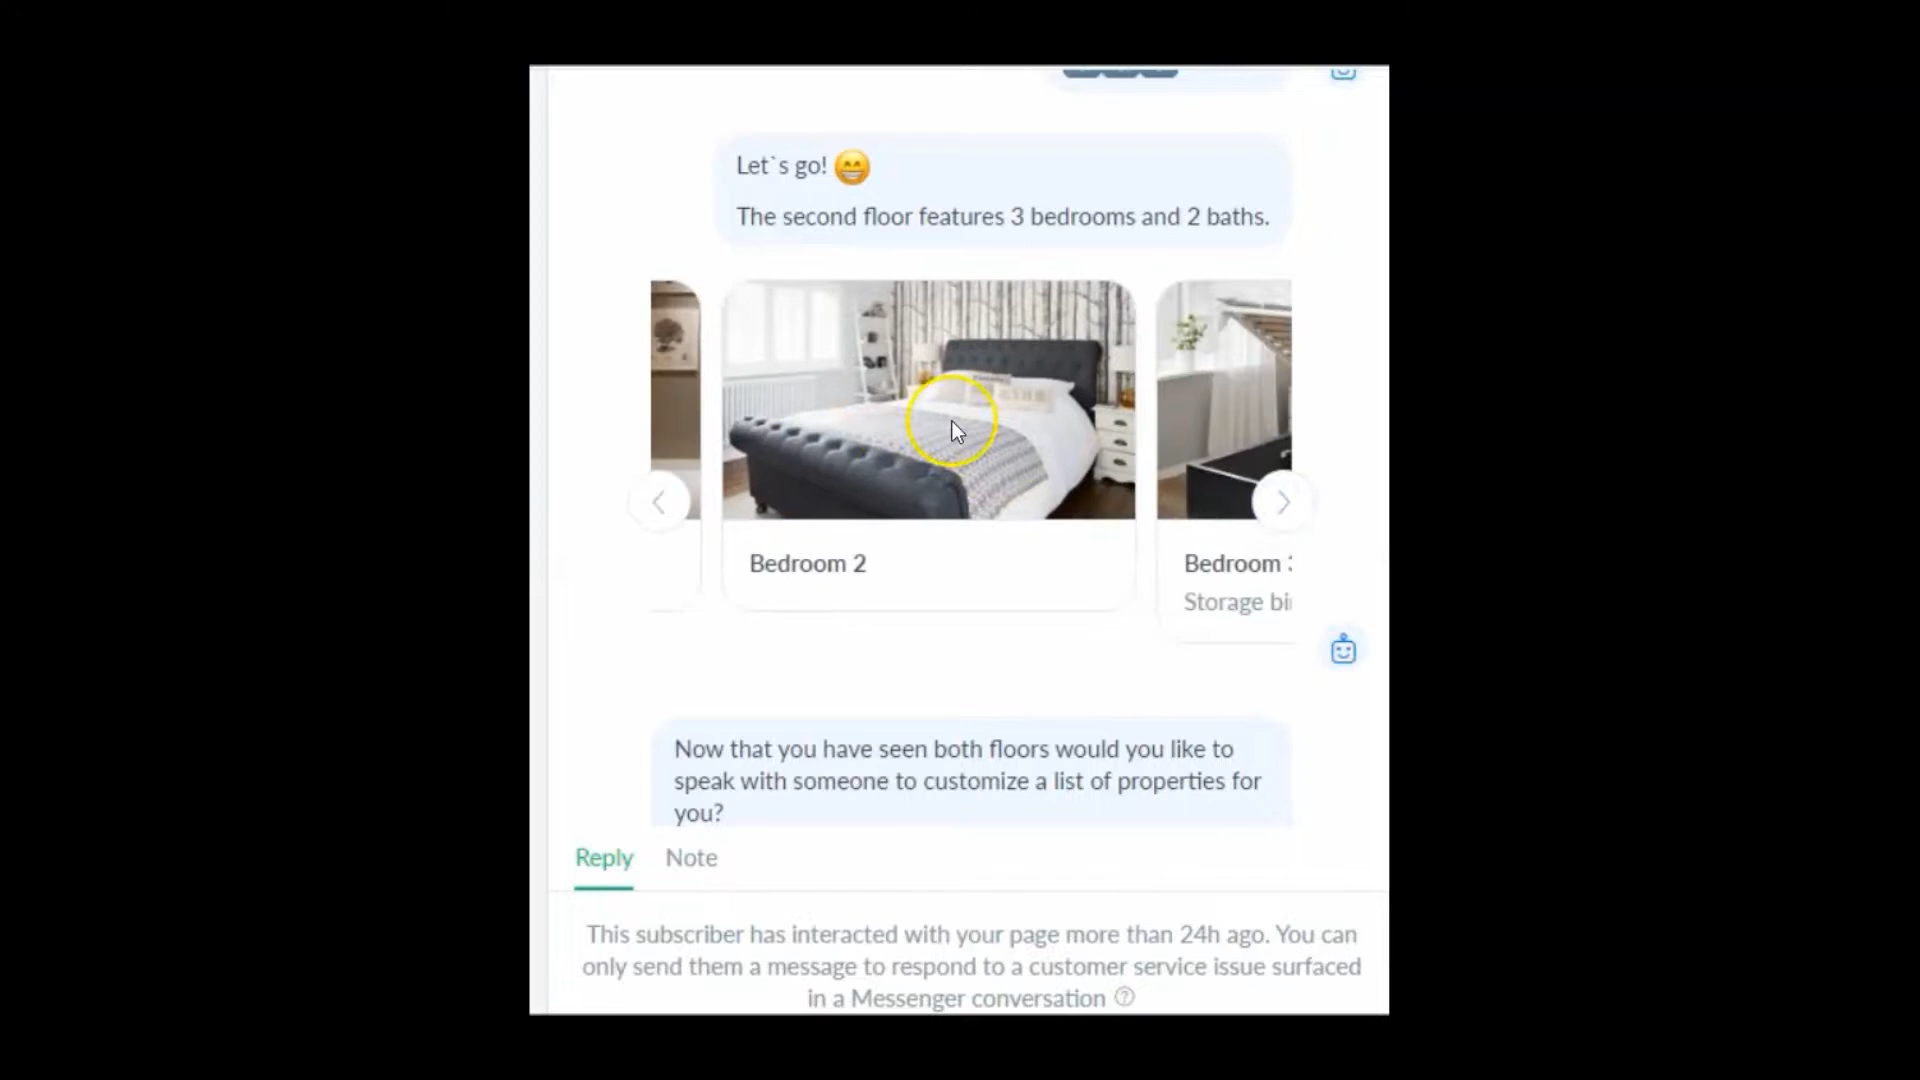 Let`s go! 😁
The second floor features 3 bedrooms and 2 baths.
Bedroom 2
Bedroom
Storage
Now that you have seen both floors would you like to
speak with someone to customize a list of properties for
you?
Reply Note
This subscriber has interacted with your page more than 24h ago. You can
only send them a message to respond to a customer service issue surfaced
in a Messenger conversation